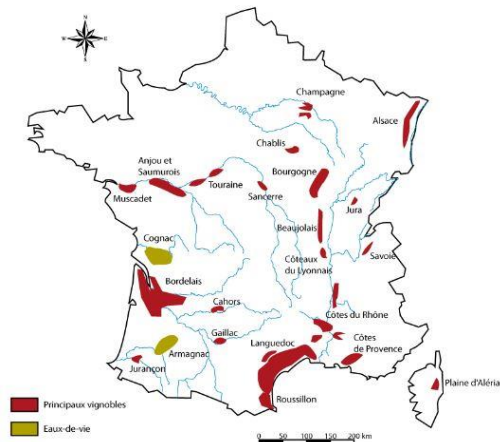 N
W
E
S
Champagne
Alsace
Chablis
Anjou et
Saumurois
Bourgogne
Touraine
Sancerre
Muscadet
Jura
Beaujolais
Cognac
Côteaux
du Lyonnais
Savoie
Bordelais
Cahors
Côtes du Rhône
Gaillac
Languedoc
Côtes
de Provence
Armagnac
Jurançon
Plaine d'Aléria
Roussillon
Principaux vignobles
Eaux-de-vie
0 50 100 150 200 km